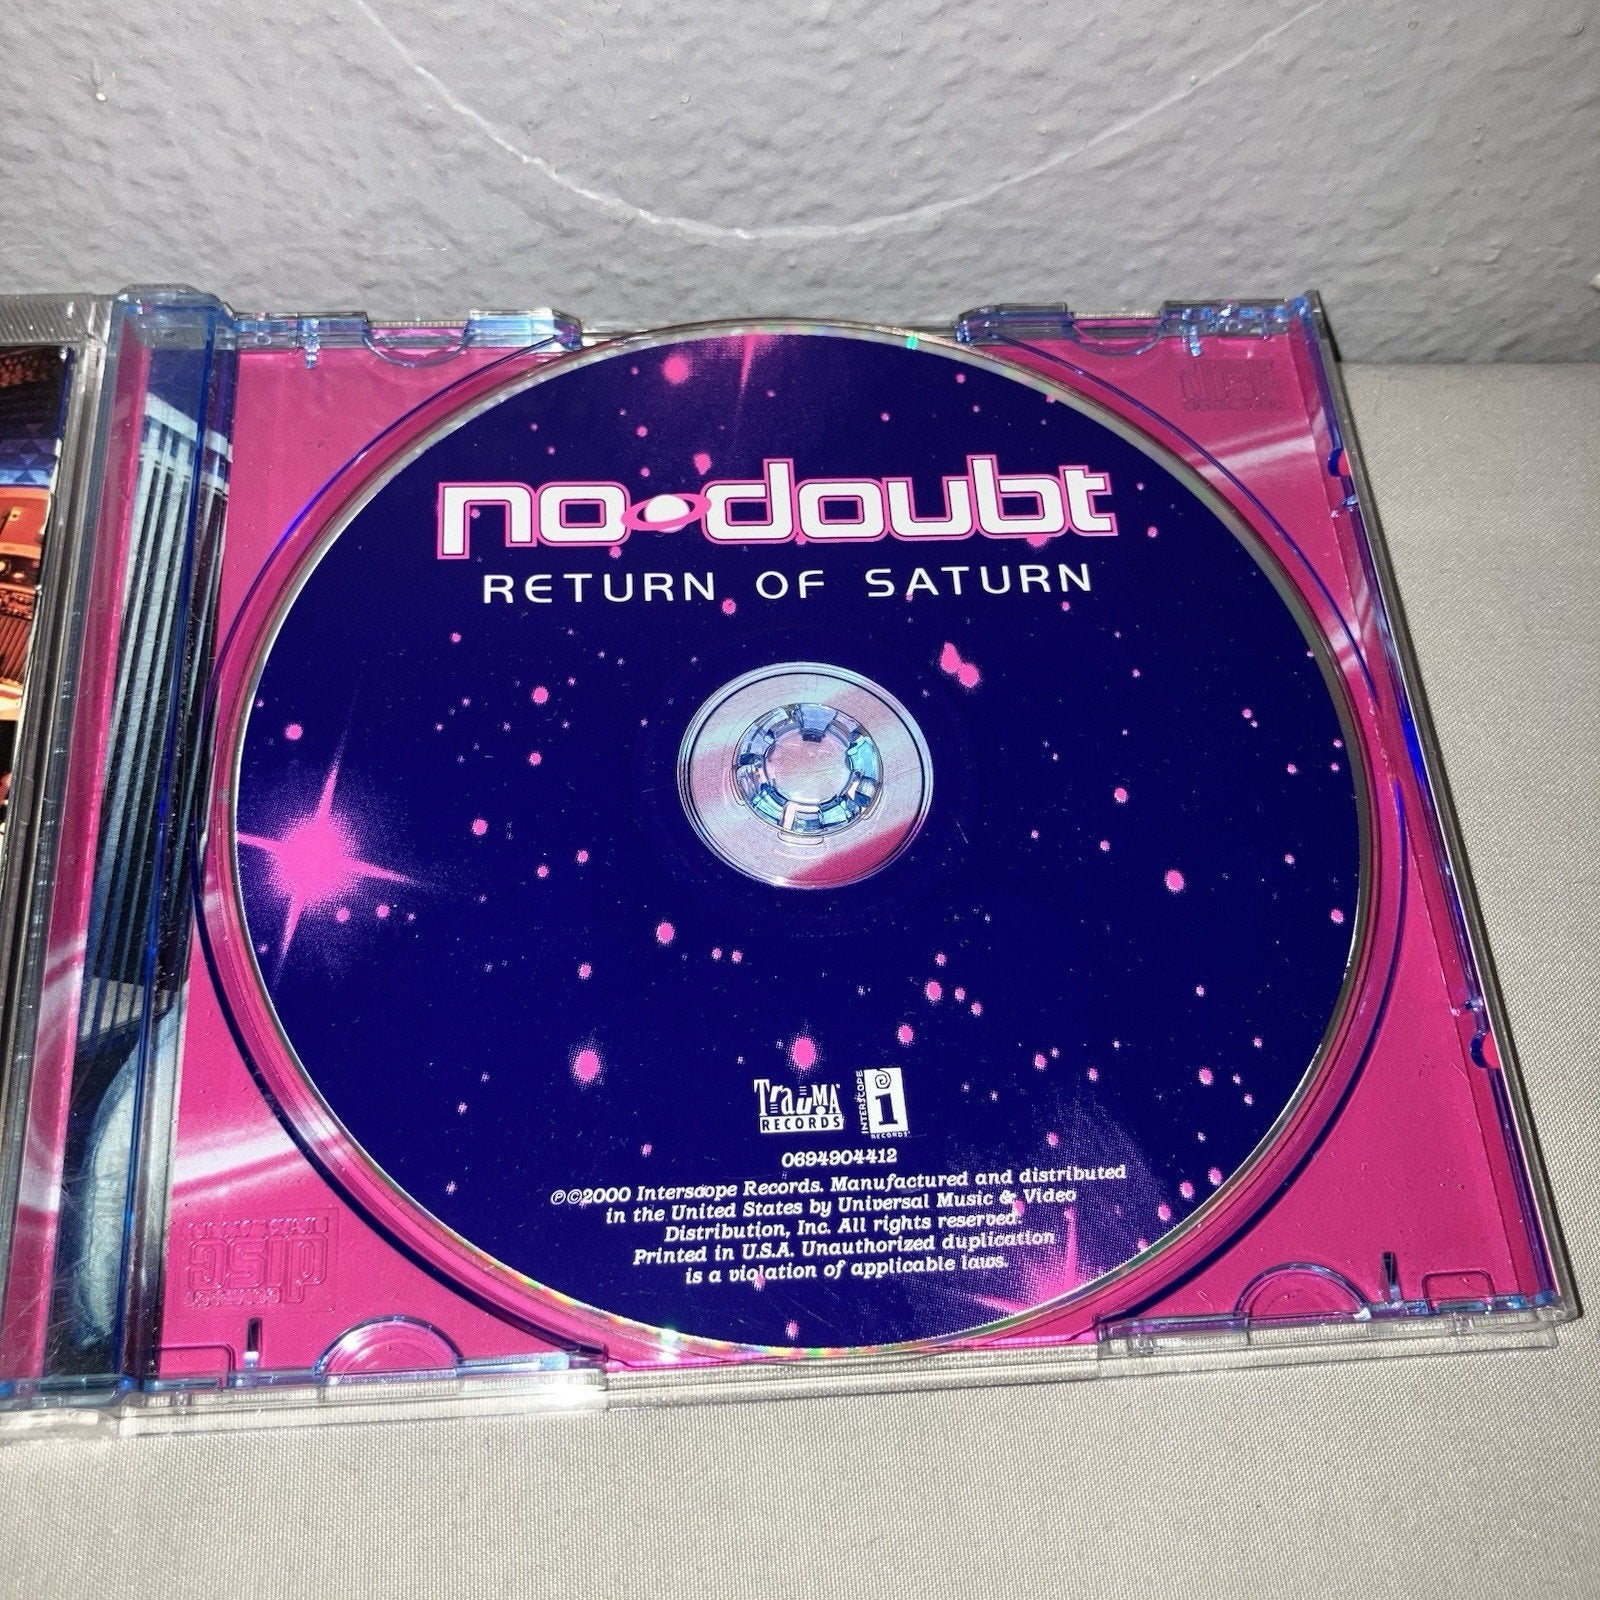 no doubt
RETURN OF SATURN
Trauma RECORDS
INTERSCOPE RECORDS
0694904412
℗©2000 Interscope Records. Manufactured and distributed
in the United States by Universal Music & Video
Distribution, Inc. All rights reserved.
Printed in U.S.A. Unauthorized duplication
is a violation of applicable laws.